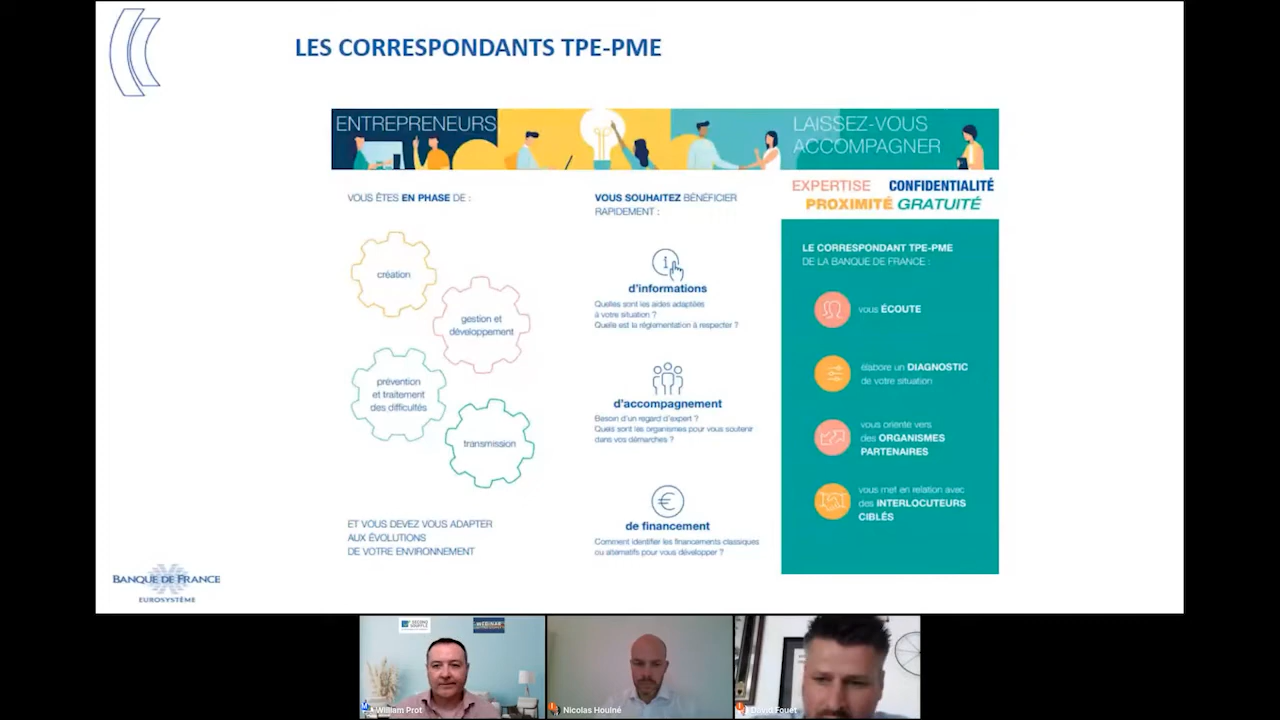 LES CORRESPONDANTS TPE-PME
ENTREPRENEURS
LAISSEZ-VOUS
ACCOMPAGNER
EXPERTISE CONFIDENTIALITÉ
PROXIMITÉ GRATUITÉ
VOUS ÊTES EN PHASE DE :
création
gestion et
développement
prévention
et traitement
des difficultés
transmission
ET VOUS DEVEZ VOUS ADAPTER
AUX ÉVOLUTIONS
DE VOTRE ENVIRONNEMENT
VOUS SOUHAITEZ BÉNÉFICIER
RAPIDEMENT :
d'informations
Quelles sont les aides adaptées
à votre situation ?
Quelle est la réglementation à respecter ?
d'accompagnement
Besoin d'un regard d'expert ?
Quels sont les organismes pour vous soutenir
dans vos démarches ?
€
de financement
Comment identifier les financements classiques
ou alternatifs pour vous développer ?
LE CORRESPONDANT TPE-PME
DE LA BANQUE DE FRANCE :
vous ÉCOUTE
élabore un DIAGNOSTIC
de votre situation
vous oriente vers
des ORGANISMES
PARTENAIRES
vous met en relation avec
des INTERLOCUTEURS
CIBLÉS
BANQUE DE FRANCE
EUROSYSTÈME
SECOND
SOUFFLE
WEBINAR
William Prot
Nicolas Houiné
David Fouet